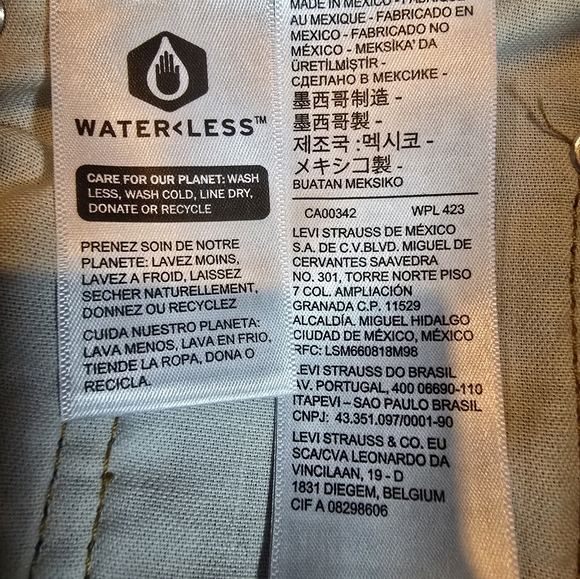 WATER<LESS™
CARE FOR OUR PLANET: WASH
LESS, WASH COLD, LINE DRY,
DONATE OR RECYCLE
PRENEZ SOIN DE NOTRE
PLANETE: LAVEZ MOINS,
LAVEZ A FROID, LAISSEZ
SECHER NATURELLEMENT,
DONNEZ OU RECYCLEZ
CUIDA NUESTRO PLANETA:
LAVA MENOS, LAVA EN FRIO,
TIENDE LA ROPA, DONA O
RECICLA.
MADE IN MEXICO - FABRIQUÉ
AU MEXIQUE - FABRICADO EN
MEXICO - FABRICADO NO
MÉXICO - MEKSİKA' DA
ÜRETİLMİŞTİR -
СДЕЛАНО В МЕКСИКЕ -
墨西哥制造 -
墨西哥製 -
제조국 :멕시코 -
メキシコ製 -
BUATAN MEKSIKO
CA00342 WPL 423
LEVI STRAUSS DE MÉXICO
S.A. DE C.V.BLVD. MIGUEL DE
CERVANTES SAAVEDRA
NO. 301, TORRE NORTE PISO
7 COL. AMPLIACIÓN
GRANADA C.P. 11529
ALCALDÍA. MIGUEL HIDALGO
CIUDAD DE MÉXICO, MÉXICO
RFC: LSM660818M98
LEVI STRAUSS DO BRASIL
AV. PORTUGAL, 400 06690-110
ITAPEVI – SAO PAULO BRASIL
CNPJ: 43.351.097/0001-90
LEVI STRAUSS & CO. EU
SCA/CVA LEONARDO DA
VINCILAAN, 19 - D
1831 DIEGEM, BELGIUM
CIF A 08298606